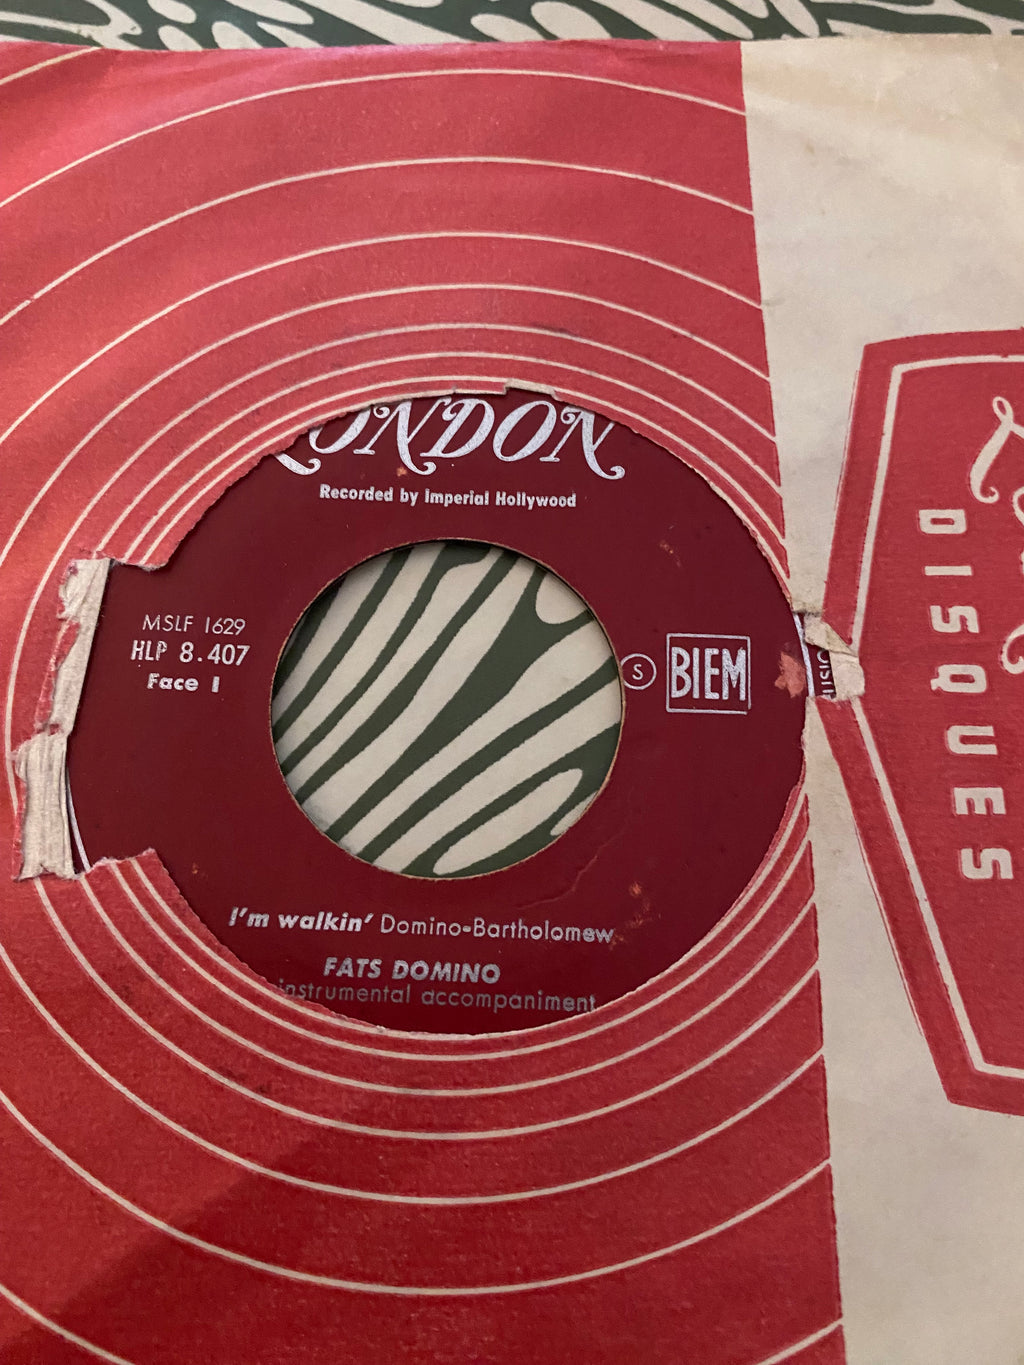 LONDON
Recorded by Imperial Hollywood
MSLF 1629
HLP 8.407
Face 1
S BIEM
I'm walkin' Domino-Bartholomew
FATS DOMINO
instrumental accompaniment
DISQUES